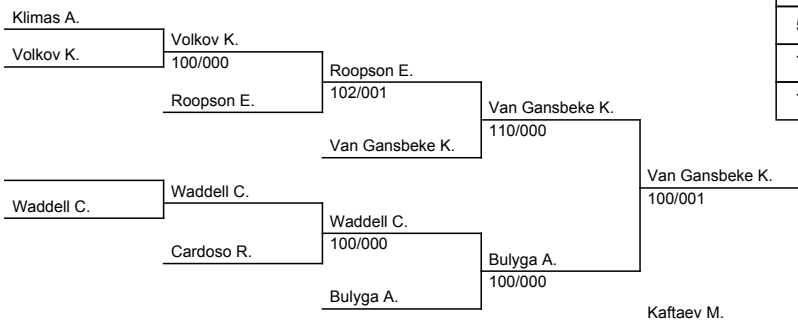 Klimas A.
Volkov K.
Volkov K.
100/000
Roopson E.
Roopson E.
102/001
Van Gansbeke K.
Van Gansbeke K.
110/000
Van Gansbeke K.
100/001
Waddell C.
Waddell C.
Cardoso R.
Waddell C.
100/000
Bulyga A.
Bulyga A.
100/000
Kaftaev M.